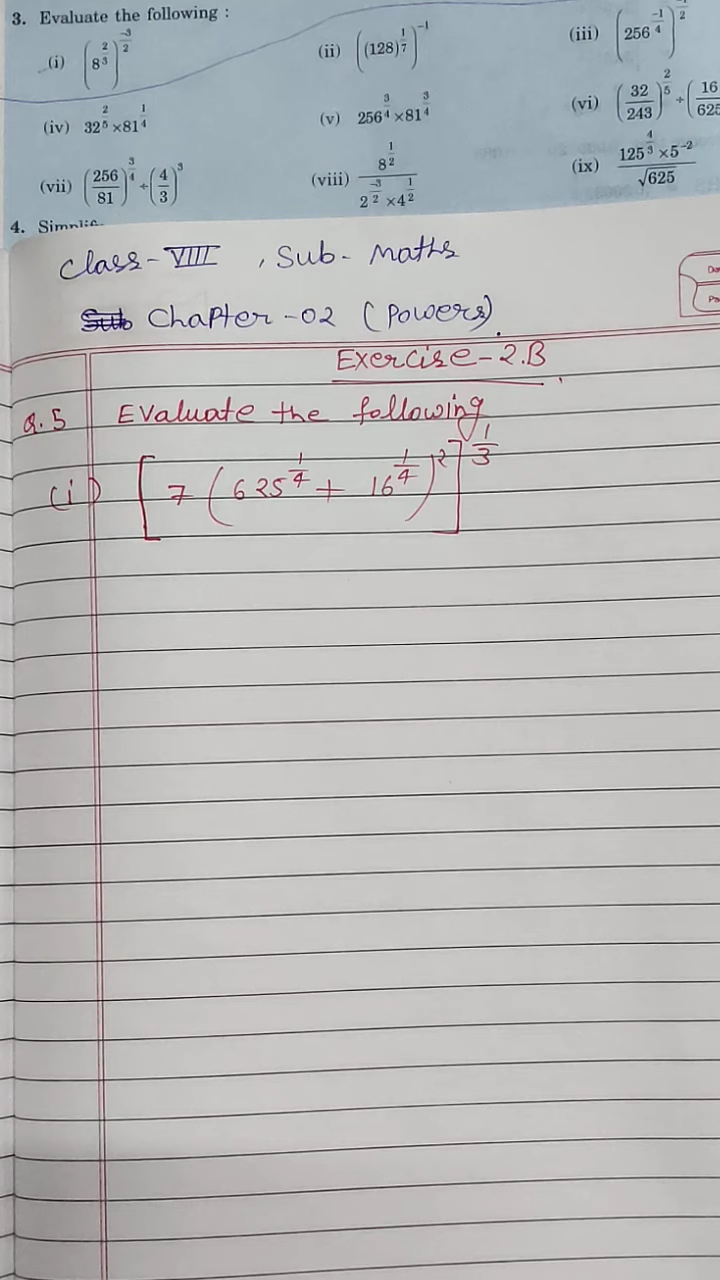 3. Evaluate the following :
(i) (8^(2/3))^(-3/2) (ii) ((128)^(1/7))^(-1) (iii) (256^(-1/4))^(-1/2)
(iv) 32^(2/5) ×81^(1/4) (v) 256^(3/4) ×81^(3/4) (vi) (32/243)^(2/5) ÷(16/625
(vii) (256/81)^(3/4) ÷(4/3)^3 (viii) 8^(1/2) / 2^(-3/2) ×4^(1/2) (ix) 125^(4/3) ×5^(-2) / √625
4.
Class-VIII , Sub- Maths
Chapter -02 (Powers).
Exercise-2.B
Q.5 Evaluate the following
(i) [7(625^(1/4) + 16^(1/4))^2]^(1/3)